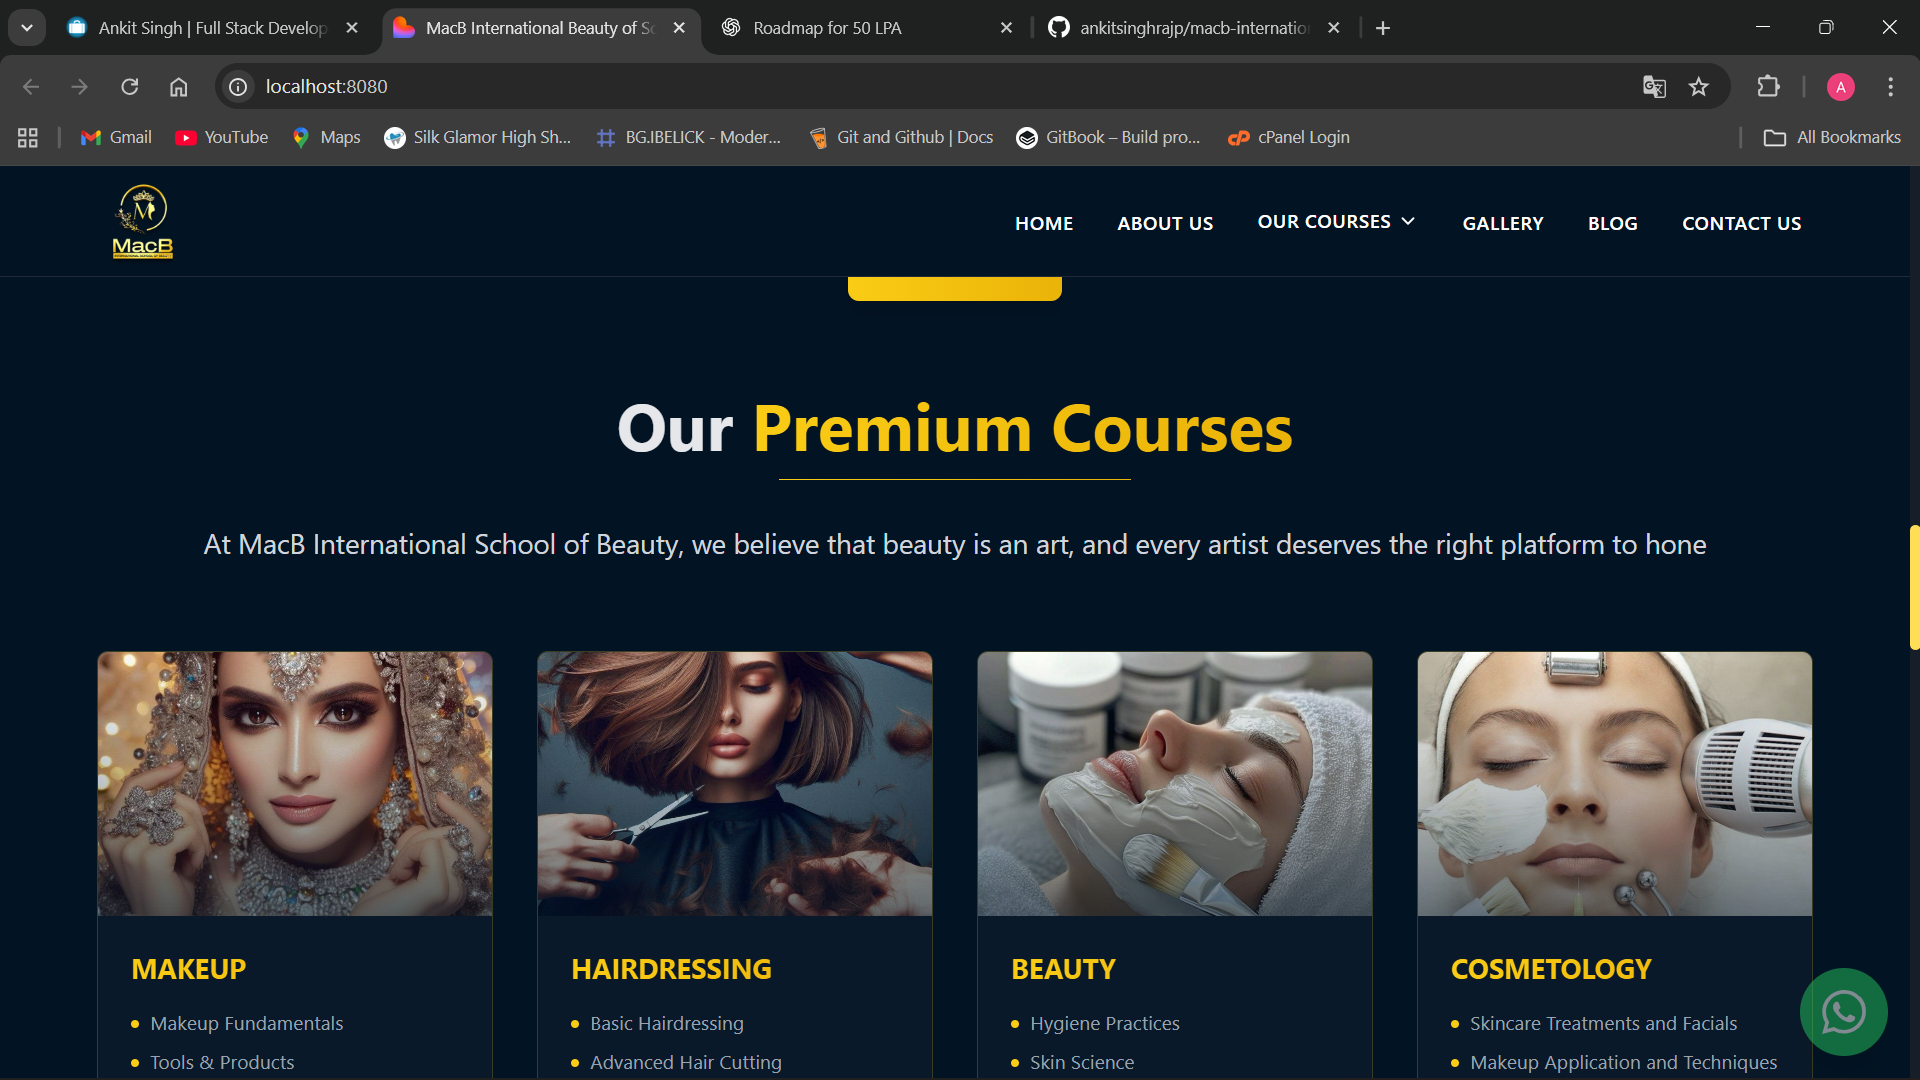 Ankit Singh | Full Stack Develop
MacB International Beauty of Sc
Roadmap for 50 LPA
ankitsinghrajp/macb-internation
localhost:8080
A
Gmail
YouTube
Maps
Silk Glamor High Sh...
BG.IBELICK - Moder...
Git and Github | Docs
GitBook – Build pro...
cPanel Login
All Bookmarks
M
MacB
INTERNATIONAL SCHOOL OF BEAUTY
HOME
ABOUT US
OUR COURSES
GALLERY
BLOG
CONTACT US
Our Premium Courses
At MacB International School of Beauty, we believe that beauty is an art, and every artist deserves the right platform to hone
MAKEUP
Makeup Fundamentals
Tools & Products
HAIRDRESSING
Basic Hairdressing
Advanced Hair Cutting
BEAUTY
Hygiene Practices
Skin Science
COSMETOLOGY
Skincare Treatments and Facials
Makeup Application and Techniques